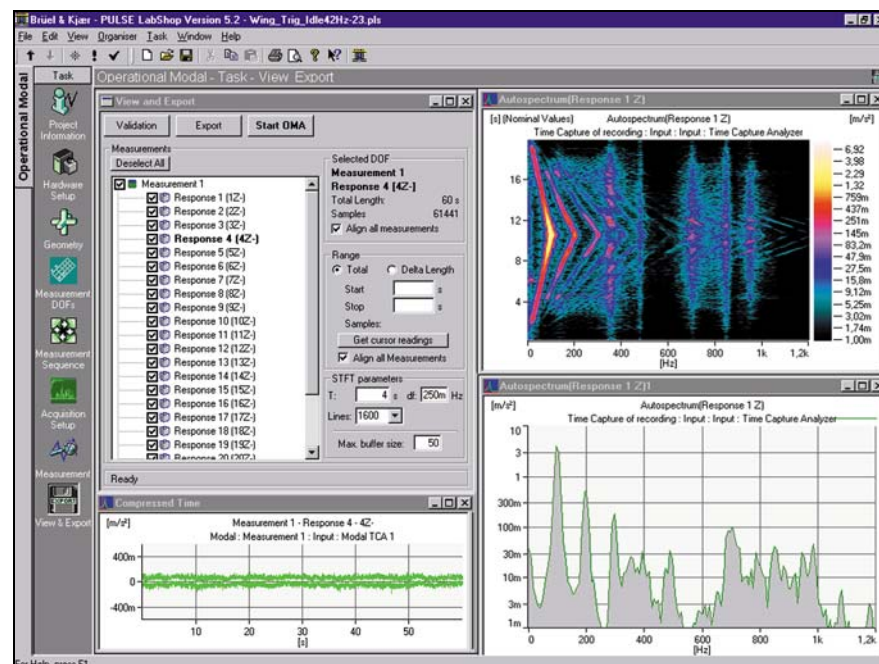 Brüel & Kjær - PULSE LabShop Version 5.2 - Wing_Trig_Idle42Hz-23.pls
File Edit View Organiser Task Window Help
Operational Modal
Task
Project Information
Hardware Setup
Geometry
Measurement DOFs
Measurement Sequence
Acquisition Setup
Measurement
View & Export
Operational Modal - Task - View Export
View and Export
Validation Export Start OMA
Measurements
Deselect All
Measurement 1
Response 1 (1Z-)
Response 2 (2Z-)
Response 3 (3Z-)
Response 4 (4Z-)
Response 5 (5Z-)
Response 6 (6Z-)
Response 7 (7Z-)
Response 8 (8Z-)
Response 9 (9Z-)
Response 10 (10Z-)
Response 11 (11Z-)
Response 12 (12Z-)
Response 13 (13Z-)
Response 14 (14Z-)
Response 15 (15Z-)
Response 16 (16Z-)
Response 17 (17Z-)
Response 18 (18Z-)
Response 19 (19Z-)
Response 20 (20Z-)
Selected DOF
Measurement 1
Response 4 [4Z-]
Total Length: 60 s
Samples 61441
Align all measurements
Range
Total Delta Length
Start s
Stop s
Samples:
Get cursor readings
Align all Measurements
STFT parameters
T: 4 s df: 250m Hz
Lines: 1600
Max. buffer size: 50
Ready
Compressed Time
[m/s²] Measurement 1 - Response 4 - 4Z-
Modal : Measurement 1 : Input : Modal TCA 1
400m
0
-400m
10 20 30 40 50
[s]
Autospectrum(Response 1 Z)
[s] (Nominal Values) Autospectrum(Response 1 Z) [m/s²]
Time Capture of recording : Input : Input : Time Capture Analyzer
16
12
8
4
0 200 400 600 800 1k 1,2k
[Hz]
6,92
3,98
2,29
1,32
759m
437m
251m
145m
83,2m
47,9m
27,5m
15,8m
9,12m
5,25m
3,02m
1,74m
1,00m
Autospectrum(Response 1 Z)1
[m/s²] Autospectrum(Response 1 Z)
Time Capture of recording : Input : Input : Time Capture Analyzer
10
3
1
300m
100m
30m
10m
3m
1m
0 200 400 600 800 1k 1,2k
[Hz]
For Help, press F1